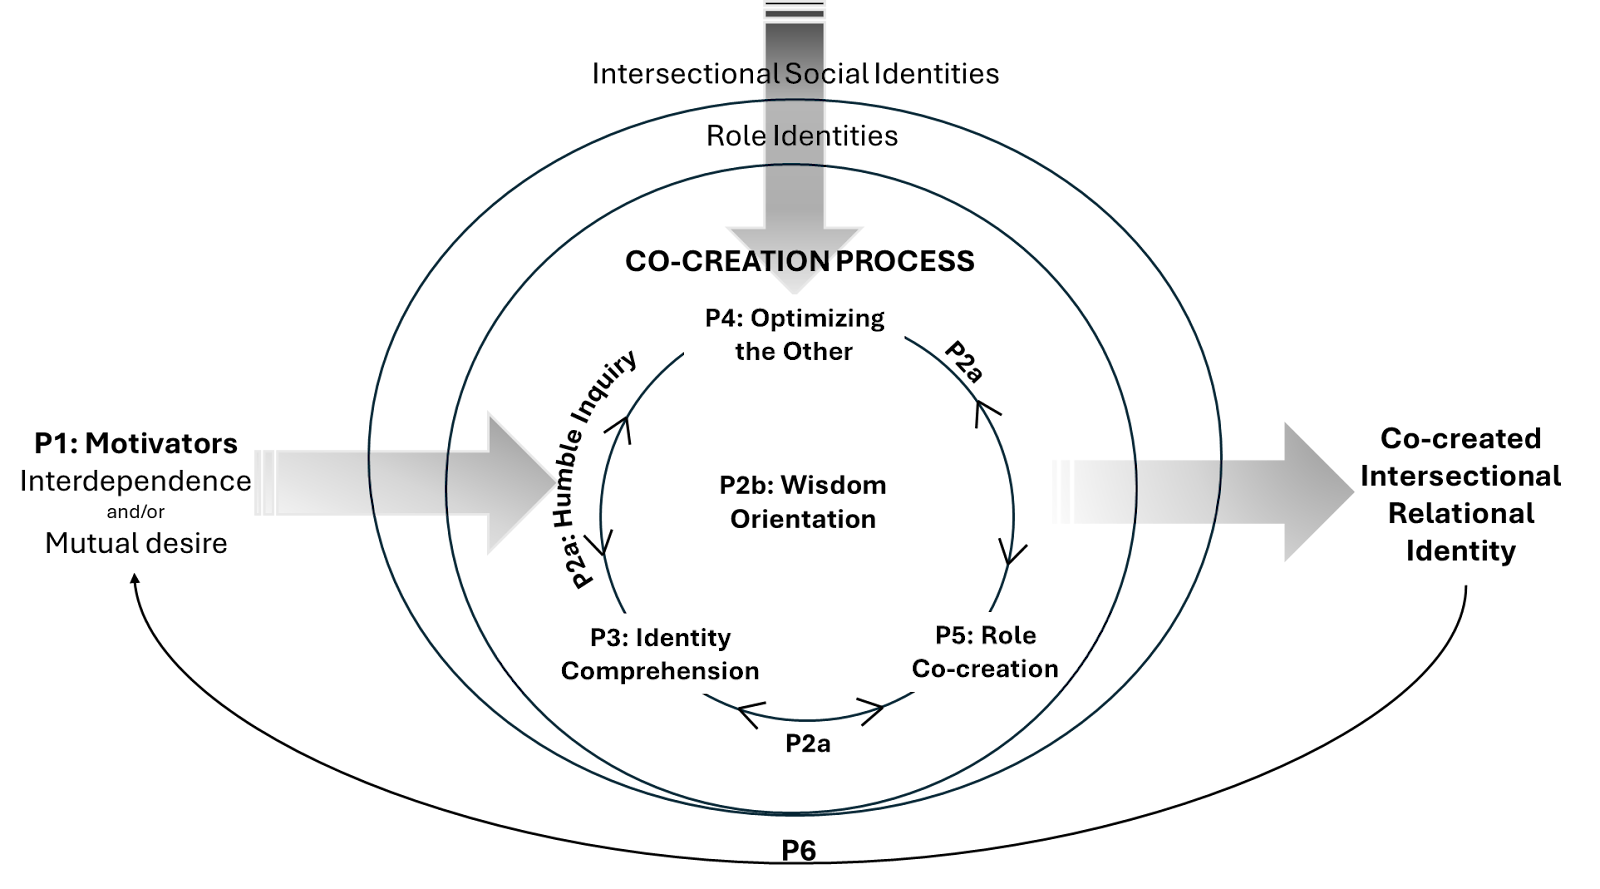 Intersectional Social Identities
Role Identities
CO-CREATION PROCESS
P4: Optimizing
the Other
P2a
P2a: Humble Inquiry
P1: Motivators
Interdependence
and/or
Mutual desire
P2b: Wisdom
Orientation
Co-created
Intersectional
Relational
Identity
P3: Identity
Comprehension
P5: Role
Co-creation
P2a
P6